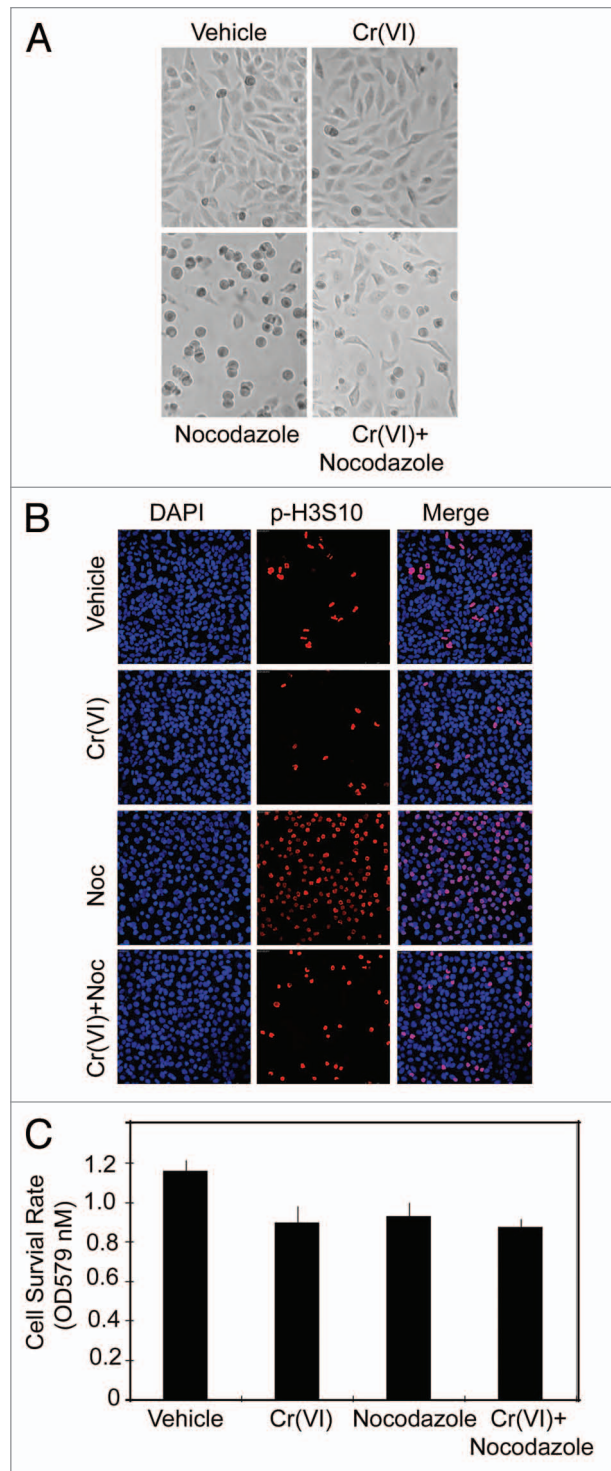 A
Vehicle
Cr(VI)
Nocodazole
Cr(VI)+
Nocodazole
B
DAPI
p-H3S10
Merge
Vehicle
Cr(VI)
Noc
Cr(VI)+Noc
C
Cell Survial Rate
(OD579 nM)
1.2
1.0
0.8
0.6
0.4
0.2
0
Vehicle
Cr(VI)
Nocodazole
Cr(VI)+
Nocodazole